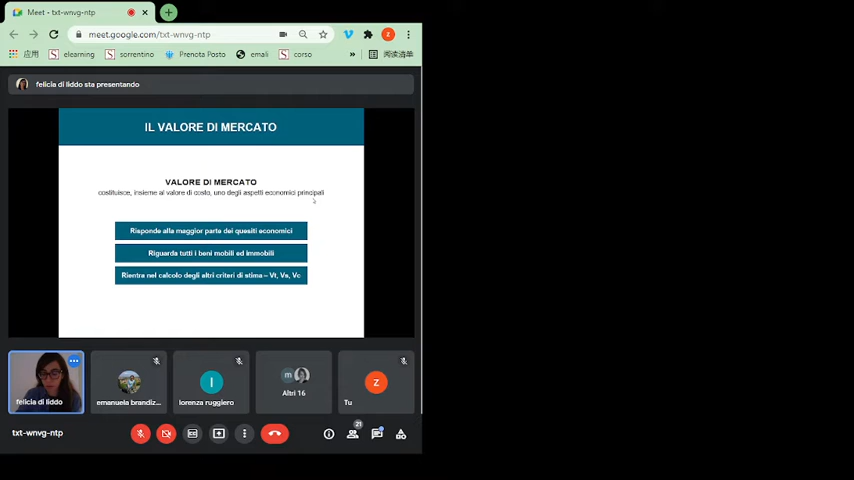 Meet - txt-wnvg-ntp
meet.google.com/txt-wnvg-ntp
应用
elearning
sorrentino
Prenota Posto
emali
corso
»
阅读清单
felicia di liddo sta presentando
IL VALORE DI MERCATO
VALORE DI MERCATO
costituisce, insieme al valore di costo, uno degli aspetti economici principali
Risponde alla maggior parte dei quesiti economici
Riguarda tutti i beni mobili ed immobili
Rientra nel calcolo degli altri criteri di stima – Vt, Vs, Vc
felicia di liddo
emanuela brandiz...
l
lorenza ruggiero
m
Altri 16
z
Tu
txt-wnvg-ntp
21